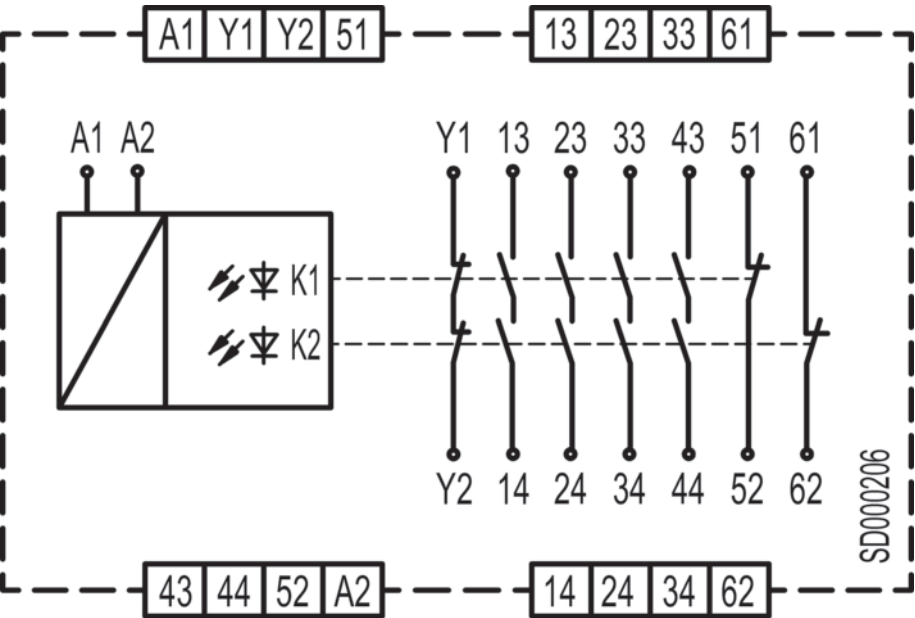 A1 Y1 Y2 51 13 23 33 61
A1 A2 Y1 13 23 33 43 51 61
K1
K2
Y2 14 24 34 44 52 62
SD000206
43 44 52 A2 14 24 34 62